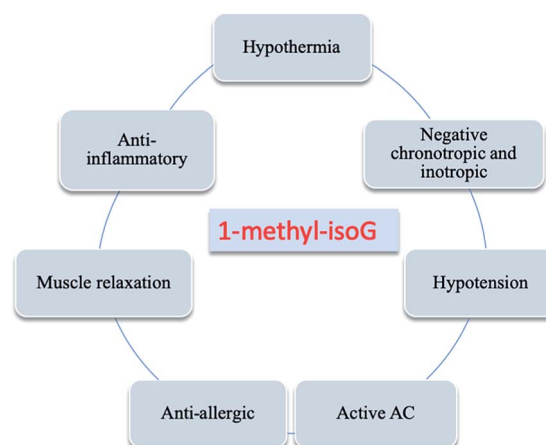 Hypothermia
Negative
chronotropic and
inotropic
Anti-
inflammatory
1-methyl-isoG
Muscle relaxation
Hypotension
Anti-allergic
Active AC